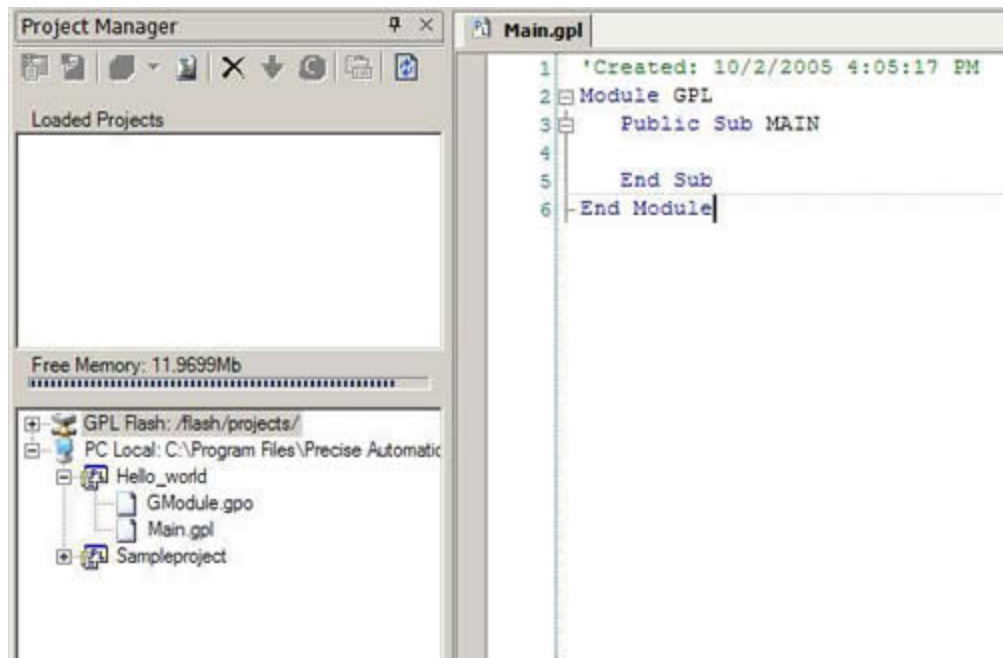 Project Manager
Loaded Projects
Free Memory: 11.9699Mb
GPL Flash: /flash/projects/
PC Local: C:\Program Files\Precise Automatic
Hello_world
GModule.gpo
Main.gpl
Sampleproject
Main.gpl
1 'Created: 10/2/2005 4:05:17 PM
2 Module GPL
3 Public Sub MAIN
4
5 End Sub
6 End Module